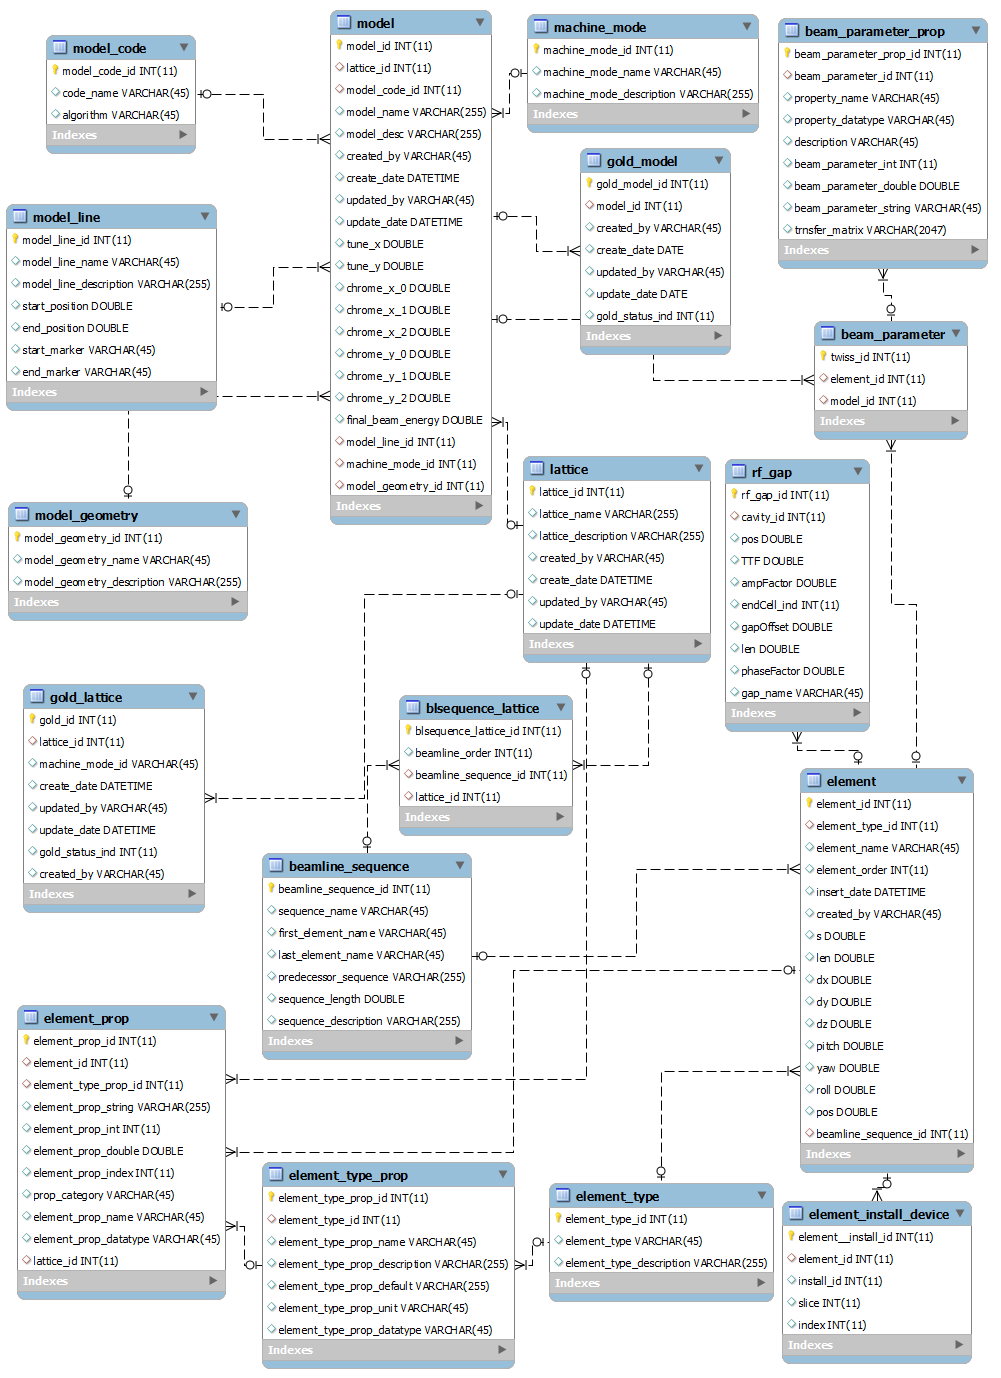 model_code
model_code_id INT(11)
code_name VARCHAR(45)
algorithm VARCHAR(45)
Indexes
model
model_id INT(11)
lattice_id INT(11)
model_code_id INT(11)
model_name VARCHAR(255)
model_desc VARCHAR(255)
created_by VARCHAR(45)
create_date DATETIME
updated_by VARCHAR(45)
update_date DATETIME
tune_x DOUBLE
tune_y DOUBLE
chrome_x_0 DOUBLE
chrome_x_1 DOUBLE
chrome_x_2 DOUBLE
chrome_y_0 DOUBLE
chrome_y_1 DOUBLE
chrome_y_2 DOUBLE
final_beam_energy DOUBLE
model_line_id INT(11)
machine_mode_id INT(11)
model_geometry_id INT(11)
Indexes
machine_mode
machine_mode_id INT(11)
machine_mode_name VARCHAR(45)
machine_mode_description VARCHAR(255)
Indexes
beam_parameter_prop
beam_parameter_prop_id INT(11)
beam_parameter_id INT(11)
property_name VARCHAR(45)
property_datatype VARCHAR(45)
description VARCHAR(45)
beam_parameter_int INT(11)
beam_parameter_double DOUBLE
beam_parameter_string VARCHAR(45)
trnsfer_matrix VARCHAR(2047)
Indexes
gold_model
gold_model_id INT(11)
model_id INT(11)
created_by VARCHAR(45)
create_date DATE
updated_by VARCHAR(45)
update_date DATE
gold_status_ind INT(11)
Indexes
model_line
model_line_id INT(11)
model_line_name VARCHAR(45)
model_line_description VARCHAR(255)
start_position DOUBLE
end_position DOUBLE
start_marker VARCHAR(45)
end_marker VARCHAR(45)
Indexes
beam_parameter
twiss_id INT(11)
element_id INT(11)
model_id INT(11)
Indexes
model_geometry
model_geometry_id INT(11)
model_geometry_name VARCHAR(45)
model_geometry_description VARCHAR(255)
Indexes
lattice
lattice_id INT(11)
lattice_name VARCHAR(255)
lattice_description VARCHAR(255)
created_by VARCHAR(45)
create_date DATETIME
updated_by VARCHAR(45)
update_date DATETIME
Indexes
rf_gap
rf_gap_id INT(11)
cavity_id INT(11)
pos DOUBLE
TTF DOUBLE
ampFactor DOUBLE
endCell_ind INT(11)
gapOffset DOUBLE
len DOUBLE
phaseFactor DOUBLE
gap_name VARCHAR(45)
Indexes
gold_lattice
gold_id INT(11)
lattice_id INT(11)
machine_mode_id VARCHAR(45)
create_date DATETIME
updated_by VARCHAR(45)
update_date DATETIME
gold_status_ind INT(11)
created_by VARCHAR(45)
Indexes
blsequence_lattice
blsequence_lattice_id INT(11)
beamline_order INT(11)
beamline_sequence_id INT(11)
lattice_id INT(11)
Indexes
element
element_id INT(11)
element_type_id INT(11)
element_name VARCHAR(45)
element_order INT(11)
insert_date DATETIME
created_by VARCHAR(45)
s DOUBLE
len DOUBLE
dx DOUBLE
dy DOUBLE
dz DOUBLE
pitch DOUBLE
yaw DOUBLE
roll DOUBLE
pos DOUBLE
beamline_sequence_id INT(11)
Indexes
beamline_sequence
beamline_sequence_id INT(11)
sequence_name VARCHAR(45)
first_element_name VARCHAR(45)
last_element_name VARCHAR(45)
predecessor_sequence VARCHAR(255)
sequence_length DOUBLE
sequence_description VARCHAR(255)
Indexes
element_prop
element_prop_id INT(11)
element_id INT(11)
element_type_prop_id INT(11)
element_prop_string VARCHAR(255)
element_prop_int INT(11)
element_prop_double DOUBLE
element_prop_index INT(11)
prop_category VARCHAR(45)
element_prop_name VARCHAR(45)
element_prop_datatype VARCHAR(45)
lattice_id INT(11)
Indexes
element_type_prop
element_type_prop_id INT(11)
element_type_id INT(11)
element_type_prop_name VARCHAR(45)
element_type_prop_description VARCHAR(255)
element_type_prop_default VARCHAR(255)
element_type_prop_unit VARCHAR(45)
element_type_prop_datatype VARCHAR(45)
Indexes
element_type
element_type_id INT(11)
element_type VARCHAR(45)
element_type_description VARCHAR(255)
Indexes
element_install_device
element__install_id INT(11)
element_id INT(11)
install_id INT(11)
slice INT(11)
index INT(11)
Indexes